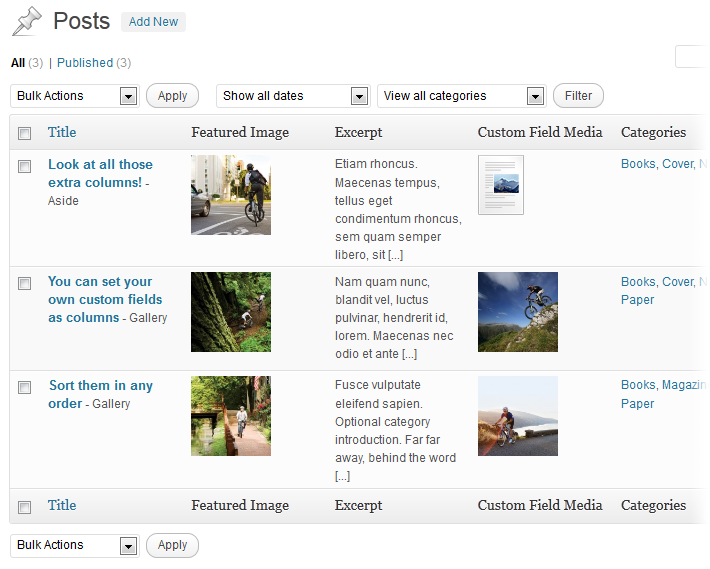 Posts Add New
All (3) | Published (3)
Bulk Actions Apply Show all dates View all categories Filter
Title Featured Image Excerpt Custom Field Media Categories
Look at all those
extra columns! -
Aside
Etiam rhoncus.
Maecenas tempus,
tellus eget
condimentum rhoncus,
sem quam semper
libero, sit [...]
Books, Cover,
You can set your
own custom fields
as columns - Gallery
Nam quam nunc,
blandit vel, luctus
pulvinar, hendrerit id,
lorem. Maecenas nec
odio et ante [...]
Books, Cover,
Paper
Sort them in any
order - Gallery
Fusce vulputate
eleifend sapien.
Optional category
introduction. Far far
away, behind the word
[...]
Books, Magazin
Paper
Title Featured Image Excerpt Custom Field Media Categories
Bulk Actions Apply